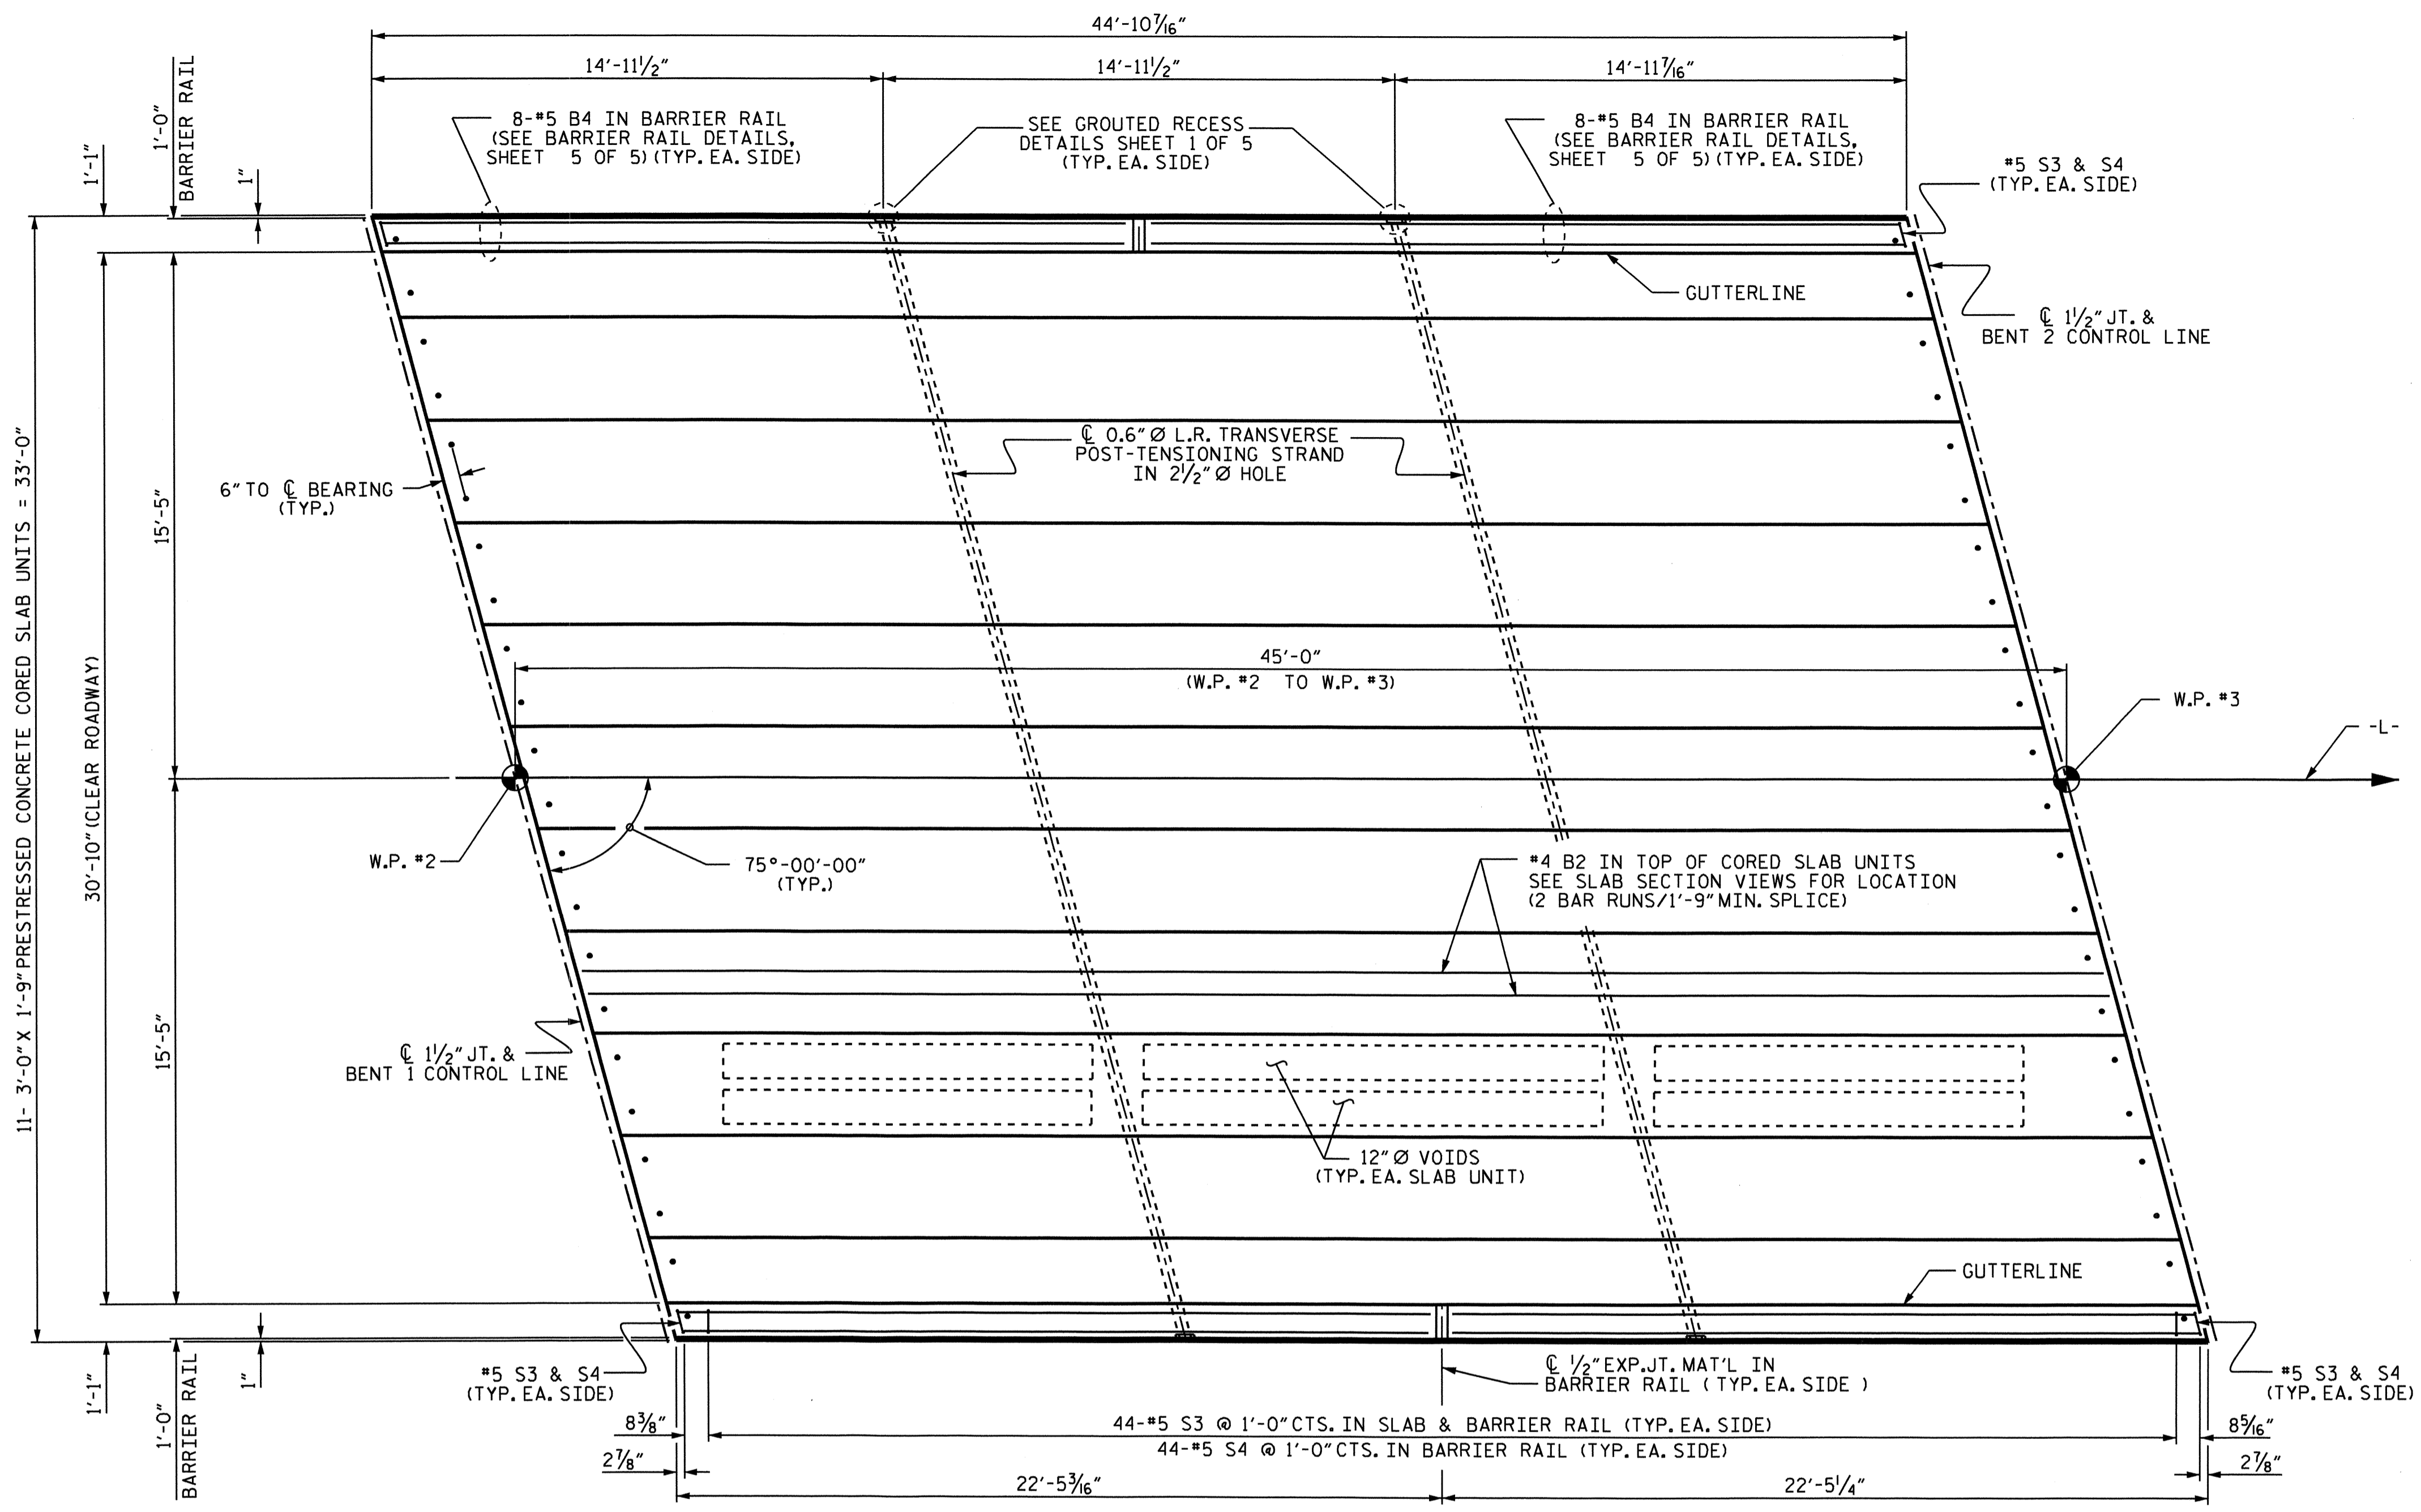 44'-10 7/16"
14'-11 1/2"
14'-11 1/2"
14'-11 7/16"
1'-0"
BARRIER RAIL
1'-1"
1"
8-#5 B4 IN BARRIER RAIL
(SEE BARRIER RAIL DETAILS,
SHEET 5 OF 5)(TYP. EA. SIDE)
SEE GROUTED RECESS
DETAILS SHEET 1 OF 5
(TYP. EA. SIDE)
8-#5 B4 IN BARRIER RAIL
(SEE BARRIER RAIL DETAILS,
SHEET 5 OF 5)(TYP. EA. SIDE)
#5 S3 & S4
(TYP. EA. SIDE)
GUTTERLINE
℄ 1 1/2" JT. &
BENT 2 CONTROL LINE
11- 3'-0" X 1'-9" PRESTRESSED CONCRETE CORED SLAB UNITS = 33'-0"
30'-10" (CLEAR ROADWAY)
15'-5"
6" TO ℄ BEARING
(TYP.)
℄ 0.6" Ø L.R. TRANSVERSE
POST-TENSIONING STRAND
IN 2 1/2" Ø HOLE
45'-0"
(W.P. #2 TO W.P. #3)
W.P. #3
-L-
W.P. #2
75°-00'-00"
(TYP.)
#4 B2 IN TOP OF CORED SLAB UNITS
SEE SLAB SECTION VIEWS FOR LOCATION
(2 BAR RUNS/1'-9" MIN. SPLICE)
15'-5"
℄ 1 1/2" JT. &
BENT 1 CONTROL LINE
12" Ø VOIDS
(TYP. EA. SLAB UNIT)
GUTTERLINE
1'-1"
1'-0"
BARRIER RAIL
1"
#5 S3 & S4
(TYP. EA. SIDE)
℄ 1/2" EXP. JT. MAT'L IN
BARRIER RAIL ( TYP. EA. SIDE )
#5 S3 & S4
(TYP. EA. SIDE)
8 3/8"
44-#5 S3 @ 1'-0" CTS. IN SLAB & BARRIER RAIL (TYP. EA. SIDE)
8 5/16"
44-#5 S4 @ 1'-0" CTS. IN BARRIER RAIL (TYP. EA. SIDE)
2 7/8"
2 7/8"
22'-5 3/16"
22'-5 1/4"